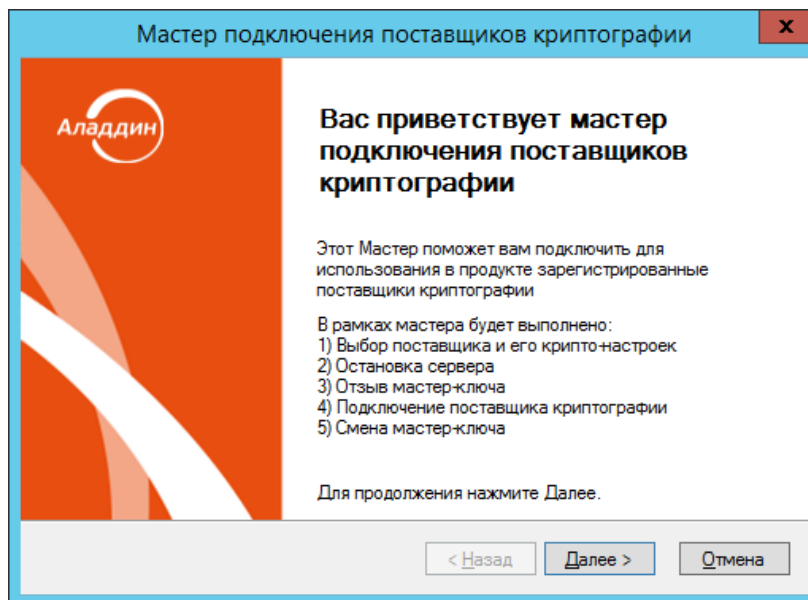 Мастер подключения поставщиков криптографии
x
Аладдин
Вас приветствует мастер
подключения поставщиков
криптографии
Этот Мастер поможет вам подключить для
использования в продукте зарегистрированные
поставщики криптографии
В рамках мастера будет выполнено:
1) Выбор поставщика и его крипто-настроек
2) Остановка сервера
3) Отзыв мастер-ключа
4) Подключение поставщика криптографии
5) Смена мастер-ключа
Для продолжения нажмите Далее.
< Назад
Далее >
Отмена